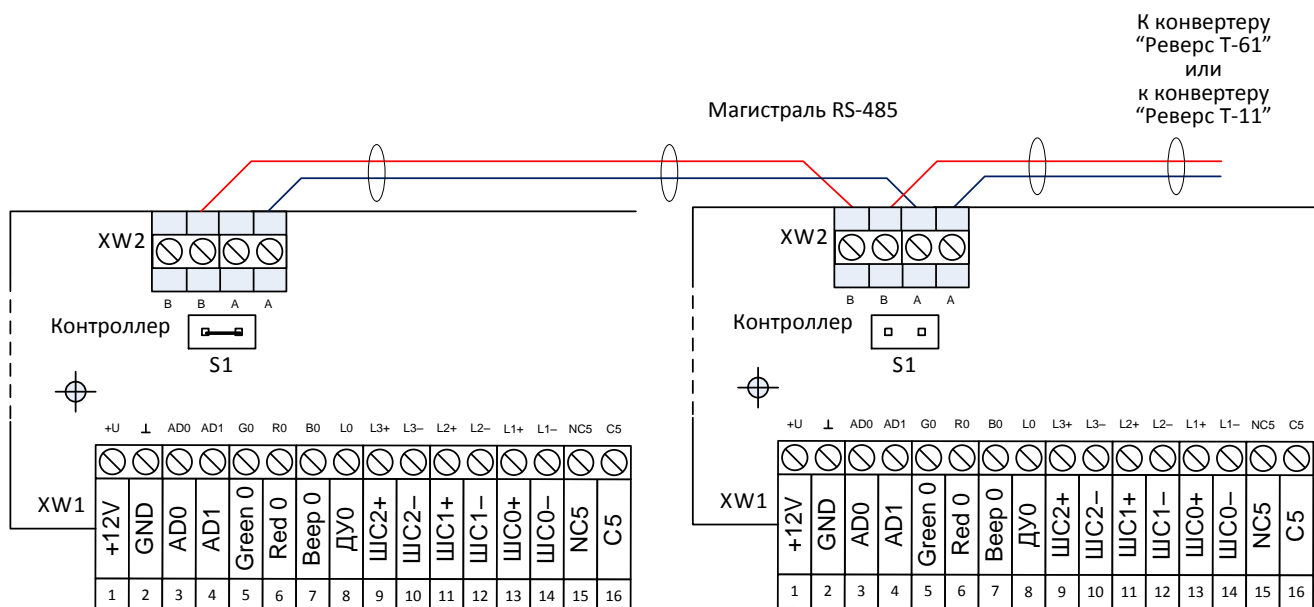 К конвертеру
“Реверс Т-61”
или
к конвертеру
“Реверс Т-11”
Магистраль RS-485
XW2
B B A A
Контроллер
S1
+U ⊥ AD0 AD1 G0 R0 B0 L0 L3+ L3– L2+ L2– L1+ L1– NC5 C5
XW1
+12V GND AD0 AD1 Green 0 Red 0 Beep 0 ДУ0 ШС2+ ШС2– ШС1+ ШС1– ШС0+ ШС0– NC5 C5
1 2 3 4 5 6 7 8 9 10 11 12 13 14 15 16
XW2
B B A A
Контроллер
S1
+U ⊥ AD0 AD1 G0 R0 B0 L0 L3+ L3– L2+ L2– L1+ L1– NC5 C5
XW1
+12V GND AD0 AD1 Green 0 Red 0 Beep 0 ДУ0 ШС2+ ШС2– ШС1+ ШС1– ШС0+ ШС0– NC5 C5
1 2 3 4 5 6 7 8 9 10 11 12 13 14 15 16